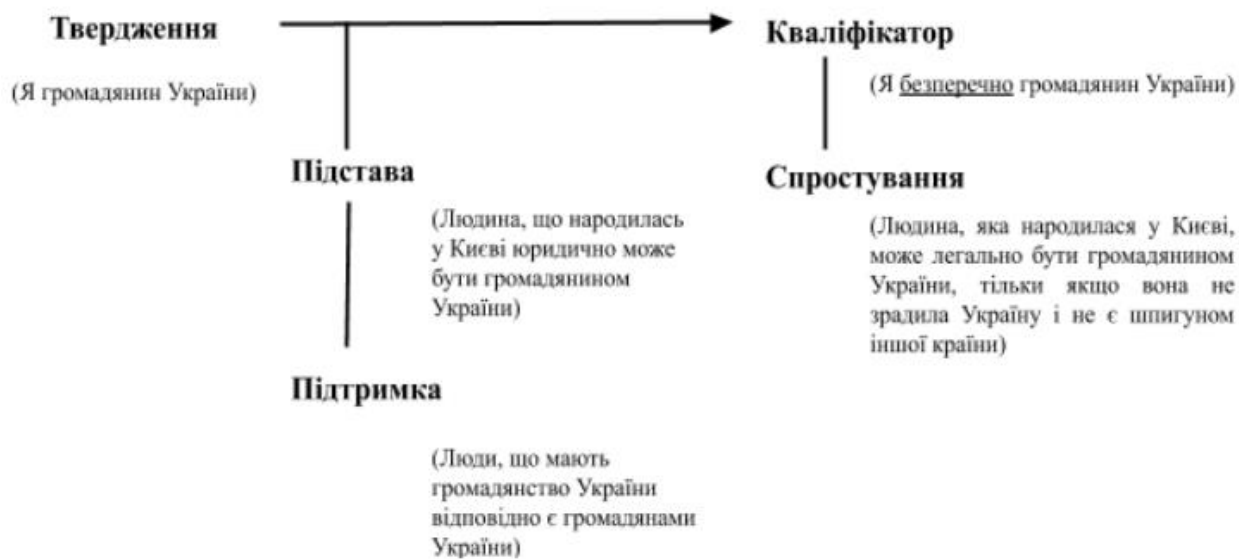 Твердження
(Я громадянин України)
Кваліфікатор
(Я безперечно громадянин України)
Підстава
(Людина, що народилась
у Києві юридично може
бути громадянином
України)
Спростування
(Людина, яка народилася у Києві,
може легально бути громадянином
України, тільки якщо вона не
зрадила Україну і не є шпигуном
іншої країни)
Підтримка
(Люди, що мають
громадянство України
відповідно є громадянами
України)